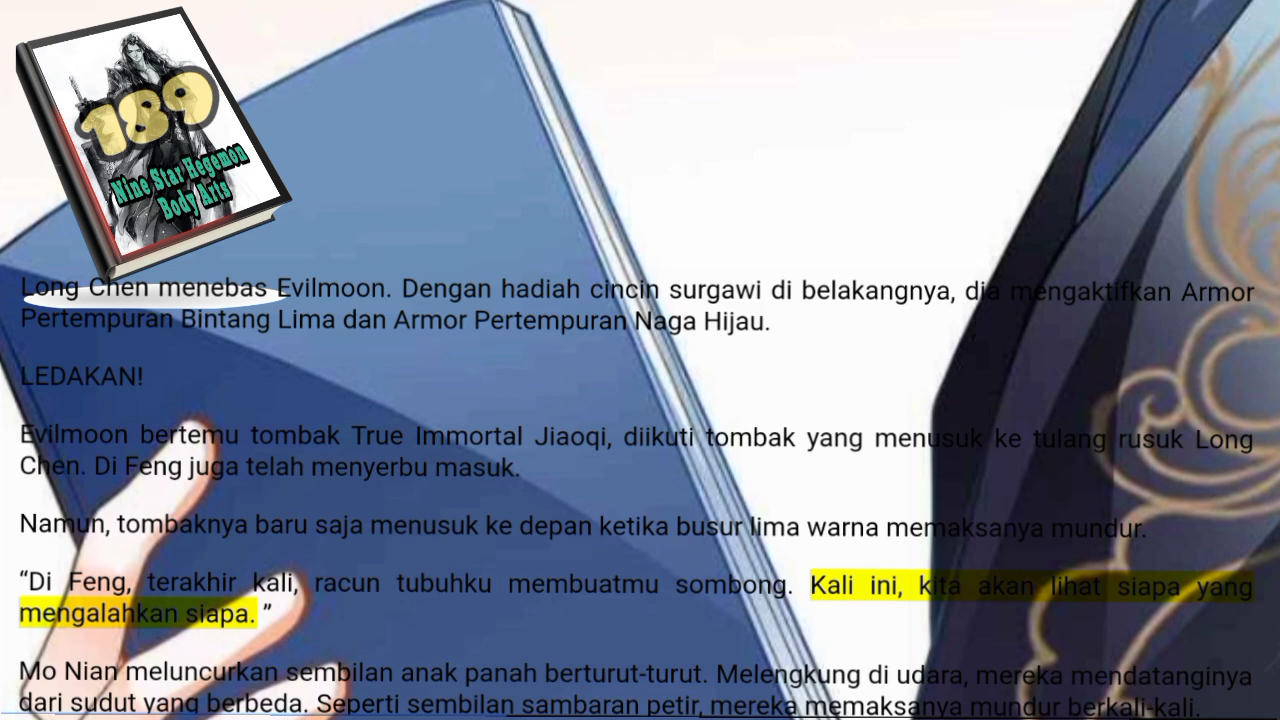 189
Nine Star Hegemon
Body Arts
Long Chen menebas Evilmoon. Dengan hadiah cincin surgawi di belakangnya, dia mengaktifkan Armor
Pertempuran Bintang Lima dan Armor Pertempuran Naga Hijau.
LEDAKAN!
Evilmoon bertemu tombak True Immortal Jiaoqi, diikuti tombak yang menusuk ke tulang rusuk Long
Chen. Di Feng juga telah menyerbu masuk.
Namun, tombaknya baru saja menusuk ke depan ketika busur lima warna memaksanya mundur.
“Di Feng, terakhir kali, racun tubuhku membuatmu sombong. Kali ini, kita akan lihat siapa yang
mengalahkan siapa. ”
Mo Nian meluncurkan sembilan anak panah berturut-turut. Melengkung di udara, mereka mendatanginya
dari sudut yang berbeda. Seperti sembilan sambaran petir, mereka memaksanya mundur berkali-kali.